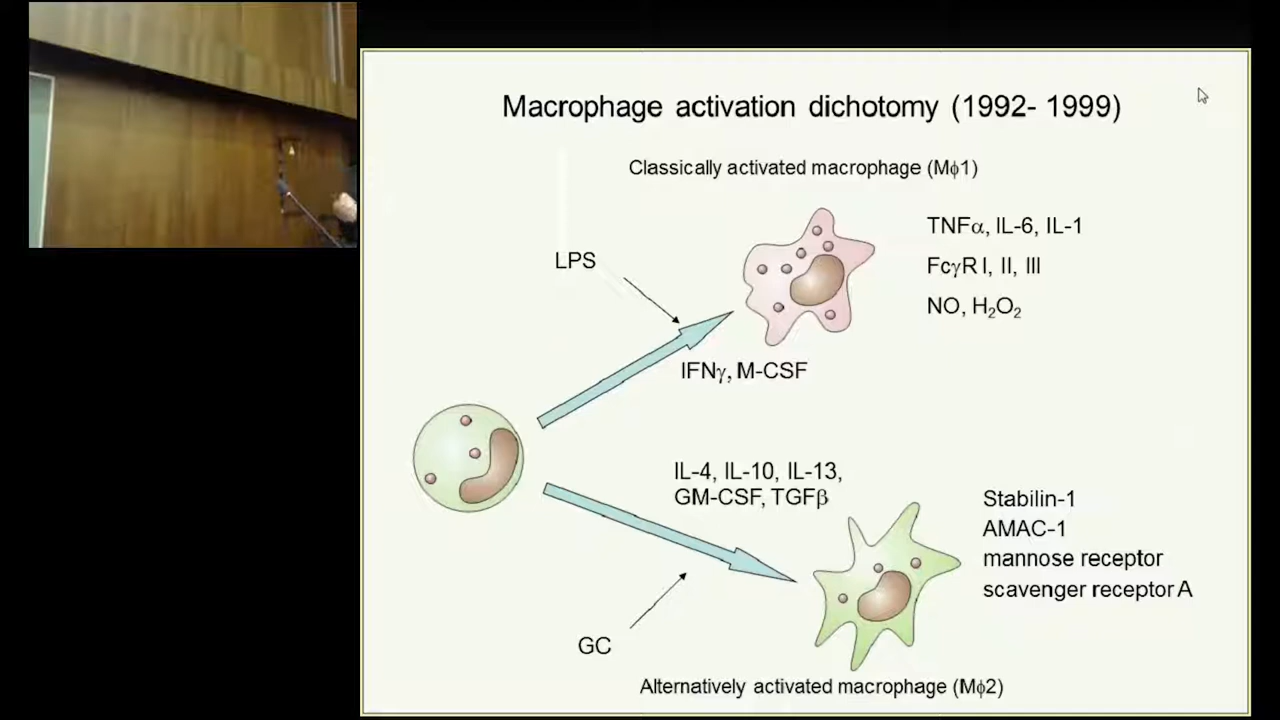 Macrophage activation dichotomy (1992- 1999)
Classically activated macrophage (Mϕ1)
TNFα, IL-6, IL-1
FcγR I, II, III
NO, H₂O₂
LPS
IFNγ, M-CSF
IL-4, IL-10, IL-13,
GM-CSF, TGFβ
Stabilin-1
AMAC-1
mannose receptor
scavenger receptor A
GC
Alternatively activated macrophage (Mϕ2)